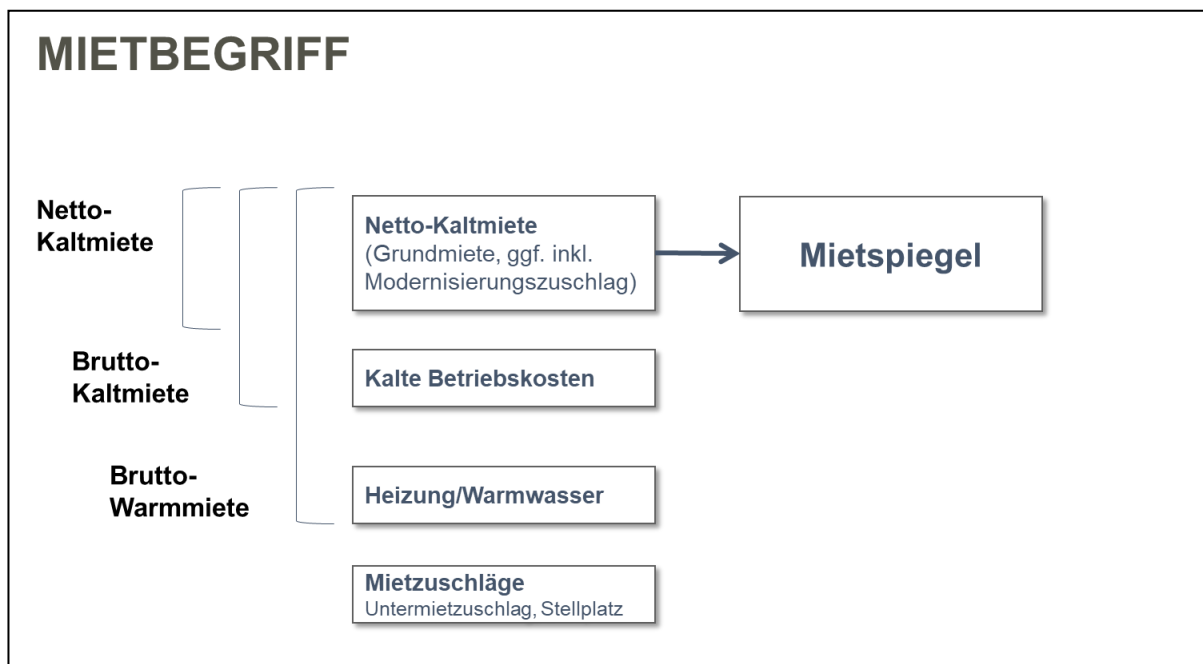 MIETBEGRIFF
Netto-
Kaltmiete
Netto-Kaltmiete
(Grundmiete, ggf. inkl.
Modernisierungszuschlag)
Mietspiegel
Brutto-
Kaltmiete
Kalte Betriebskosten
Brutto-
Warmmiete
Heizung/Warmwasser
Mietzuschläge
Untermietzuschlag, Stellplatz